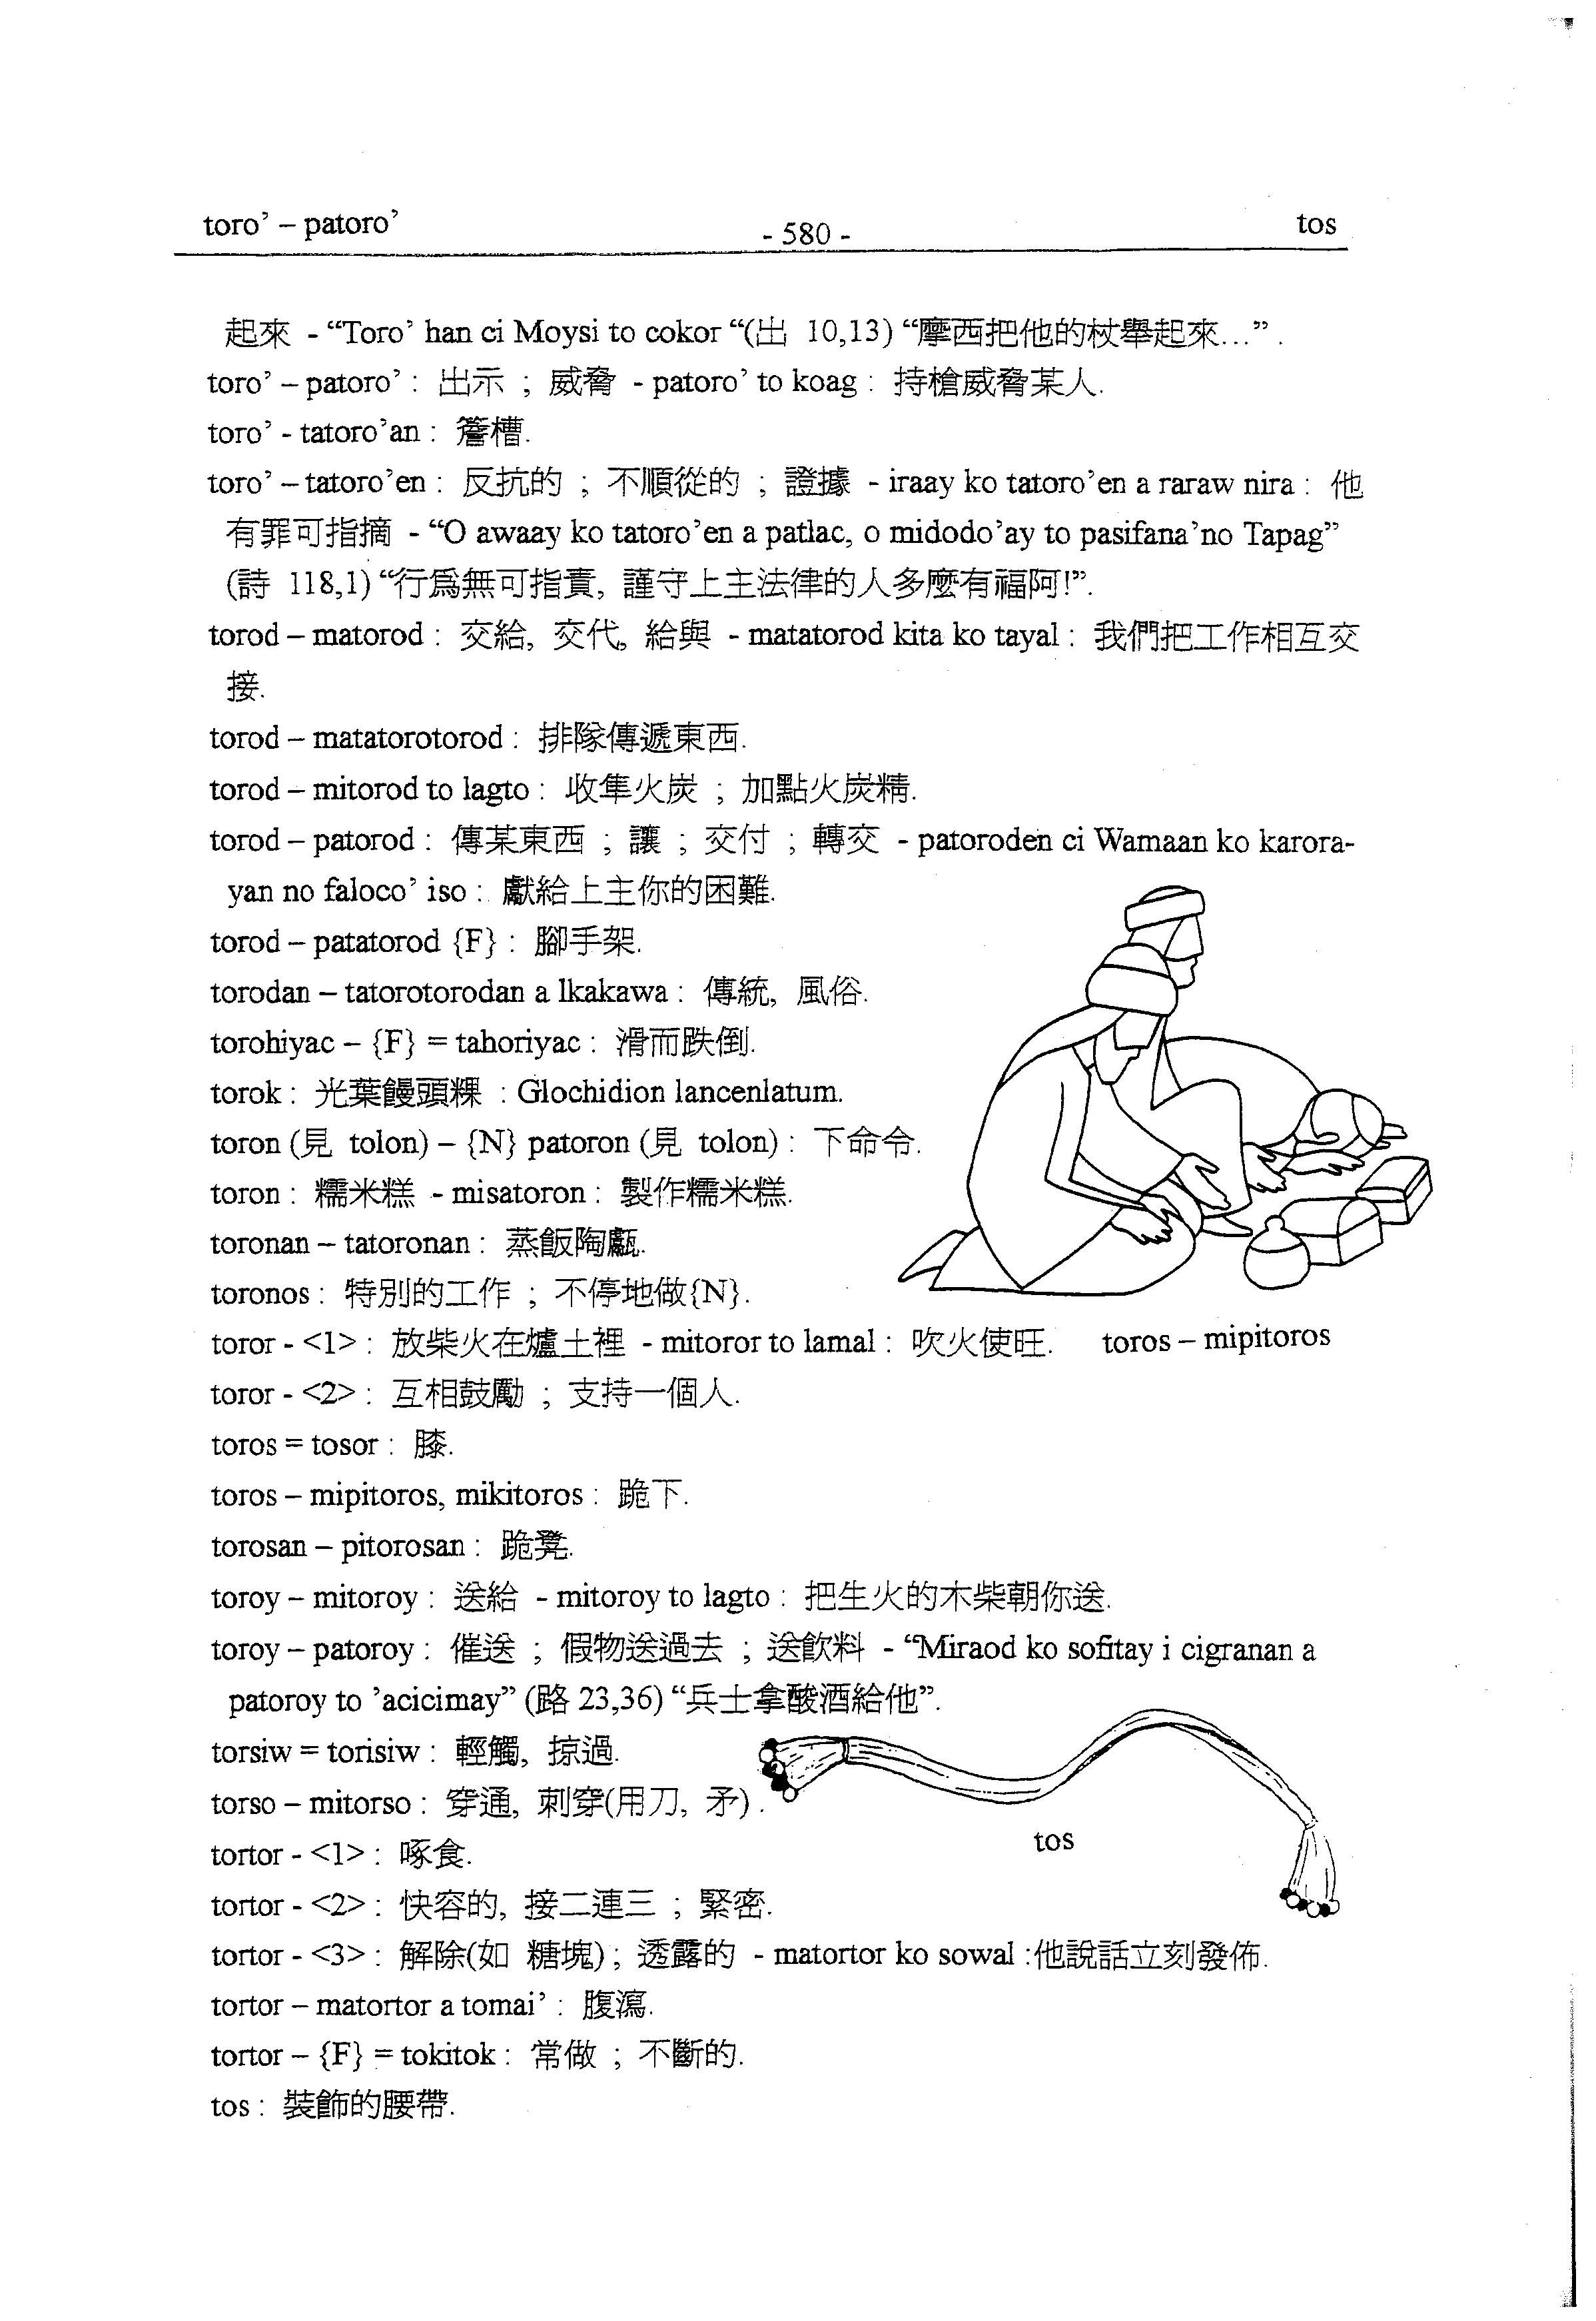 toro’ – patoro’
- 580 -
tos
起來 - “Toro’ han ci Moysi to cokor “(出 10,13) “摩西把他的杖舉起來...” .
toro’ – patoro’ : 出示 ; 威脅 - patoro’ to koag : 持槍威脅某人.
toro’ - tatoro’an : 簷槽.
toro’ – tatoro’en : 反抗的 ; 不順從的 ; 證據 - iraay ko tatoro’en a raraw nira : 他
有罪可指摘 - “O awaay ko tatoro’en a patlac, o midodo’ay to pasifana’no Tapag”
(詩 118,1) “行為無可指責, 謹守上主法律的人多麼有福阿!”.
torod – matorod : 交給, 交代, 給與 - matatorod kita ko tayal : 我們把工作相互交
接.
torod – matatorotorod : 排隊傳遞東西.
torod – mitorod to lagto : 收隼火炭 ; 加點火炭精.
torod – patorod : 傳某東西 ; 讓 ; 交付 ; 轉交 - patoroden ci Wamaan ko karora-
yan no faloco’ iso : 獻給上主你的困難.
torod – patatorod {F} : 腳手架.
torodan – tatorotorodan a lkakawa : 傳統, 風俗.
torohiyac – {F} = tahoriyac : 滑而跌倒.
torok : 光葉饅頭粿 : Glochidion lancenlatum.
toron (見 tolon) – {N} patoron (見 tolon) : 下命令.
toron : 糯米糕 - misatoron : 製作糯米糕.
toronan – tatoronan : 蒸飯陶甗.
toronos : 特別的工作 ; 不停地做{N}.
toror - <1> : 放柴火在爐土裡 - mitoror to lamal : 吹火使旺.
toros – mipitoros
toror - <2> : 互相鼓勵 ; 支持一個人.
toros = tosor : 膝.
toros – mipitoros, mikitoros : 跪下.
torosan – pitorosan : 跪凳.
toroy – mitoroy : 送給 - mitoroy to lagto : 把生火的木柴朝你送.
toroy – patoroy : 催送 ; 假物送過去 ; 送飲料 - “Miraod ko sofitay i cigranan a
patoroy to ’acicimay” (路 23,36) “兵士拿酸酒給他”.
torsiw = torisiw : 輕觸, 掠過.
torso – mitorso : 穿通, 刺穿(用刀, 矛) .
tos
tortor - <1> : 啄食.
tortor - <2> : 快容的, 接二連三 ; 緊密.
tortor - <3> : 解除(如 糖塊) ; 透露的 - matortor ko sowal :他說話立刻發佈.
tortor – matortor a tomai’ : 腹瀉.
tortor – {F} = tokitok : 常做 ; 不斷的.
tos : 裝飾的腰帶.